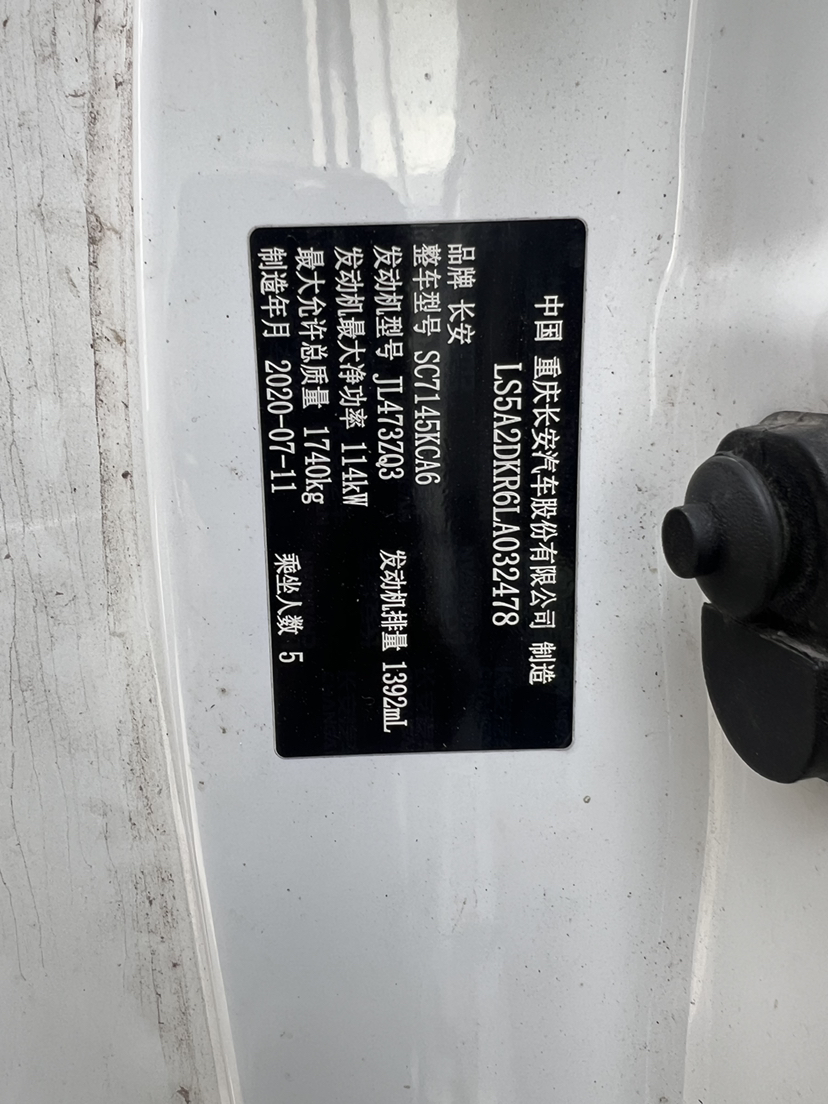 中国 重庆长安汽车股份有限公司 制造
LS5A2DKR6LA032478
品牌 长安
整车型号 SC7145KCA6
发动机型号 JL473ZQ3 发动机排量 1392mL
发动机最大净功率 114kW
最大允许总质量 1740kg
制造年月 2020-07-11 乘坐人数 5